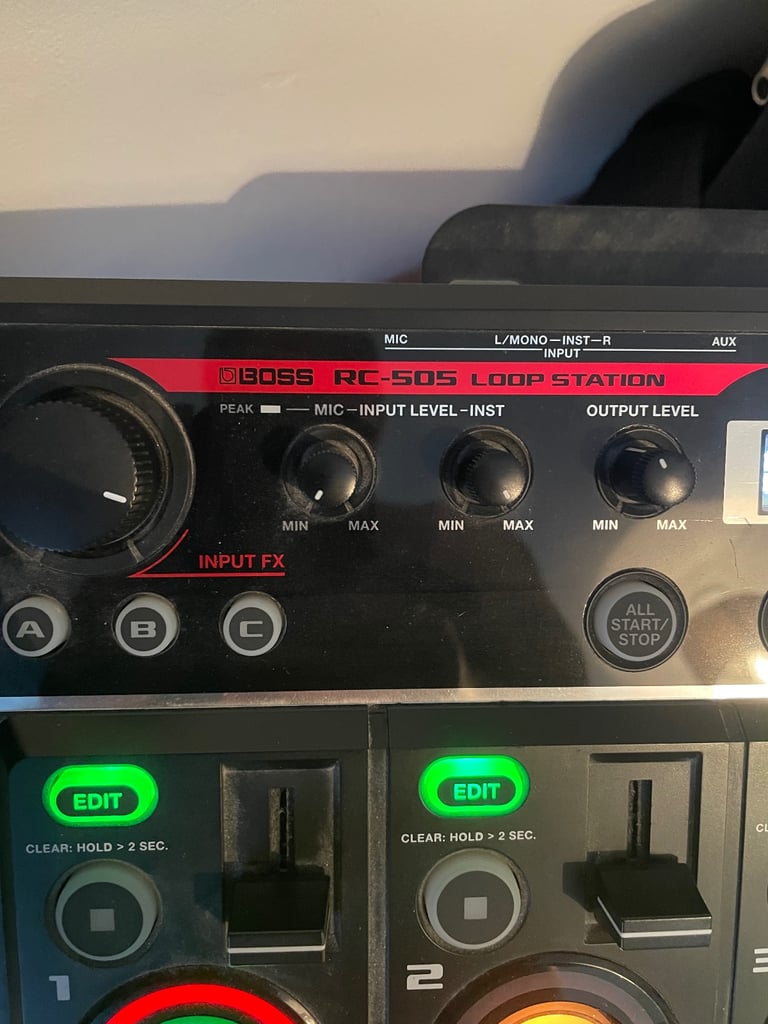 MIC L/MONO—INST—R AUX
INPUT
BOSS RC-505 LOOP STATION
PEAK MIC—INPUT LEVEL—INST OUTPUT LEVEL
MIN MAX MIN MAX MIN MAX
INPUT FX
A B C
ALL
START/
STOP
EDIT EDIT
CLEAR: HOLD > 2 SEC. CLEAR: HOLD > 2 SEC. CL
1 2 3